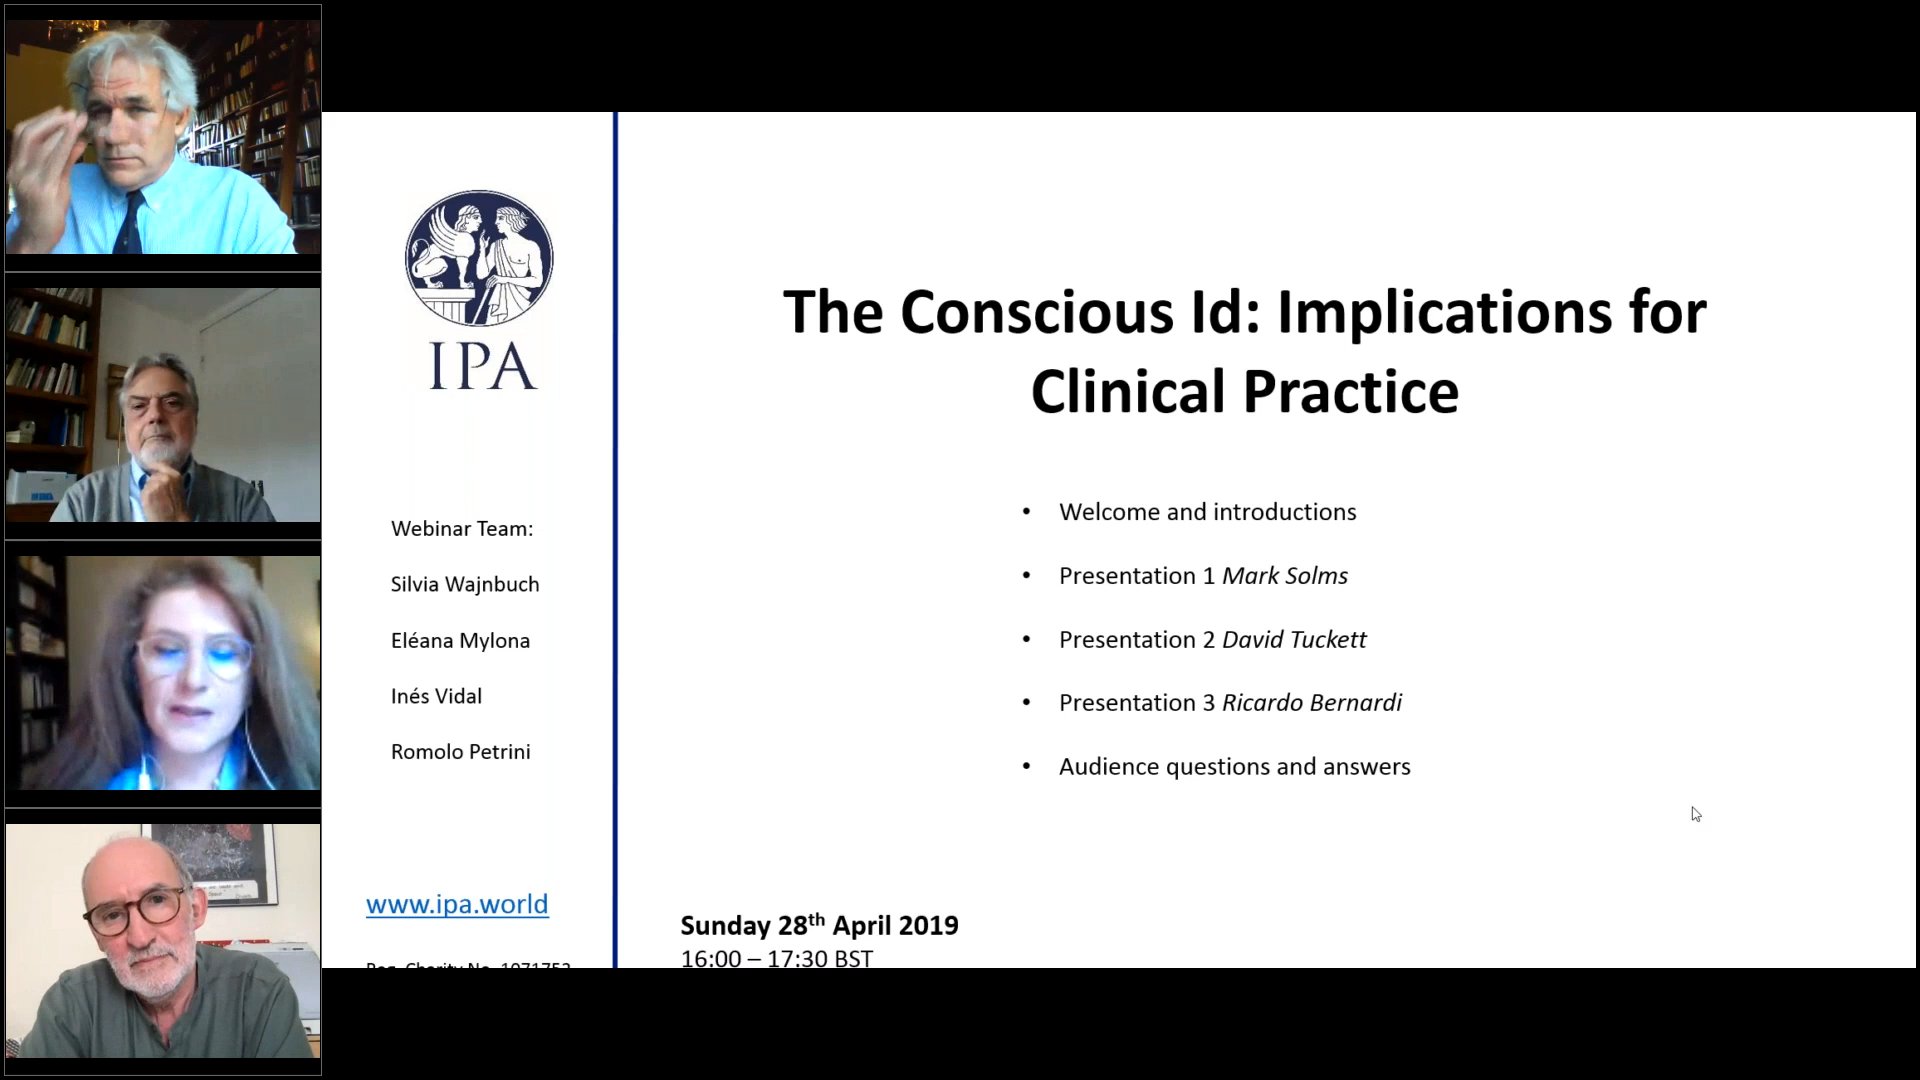 IPA
Webinar Team:
Silvia Wajnbuch
Eléana Mylona
Inés Vidal
Romolo Petrini
www.ipa.world
Reg. Charity No. 1071752
The Conscious Id: Implications for
Clinical Practice
• Welcome and introductions
• Presentation 1 Mark Solms
• Presentation 2 David Tuckett
• Presentation 3 Ricardo Bernardi
• Audience questions and answers
Sunday 28th April 2019
16:00 – 17:30 BST